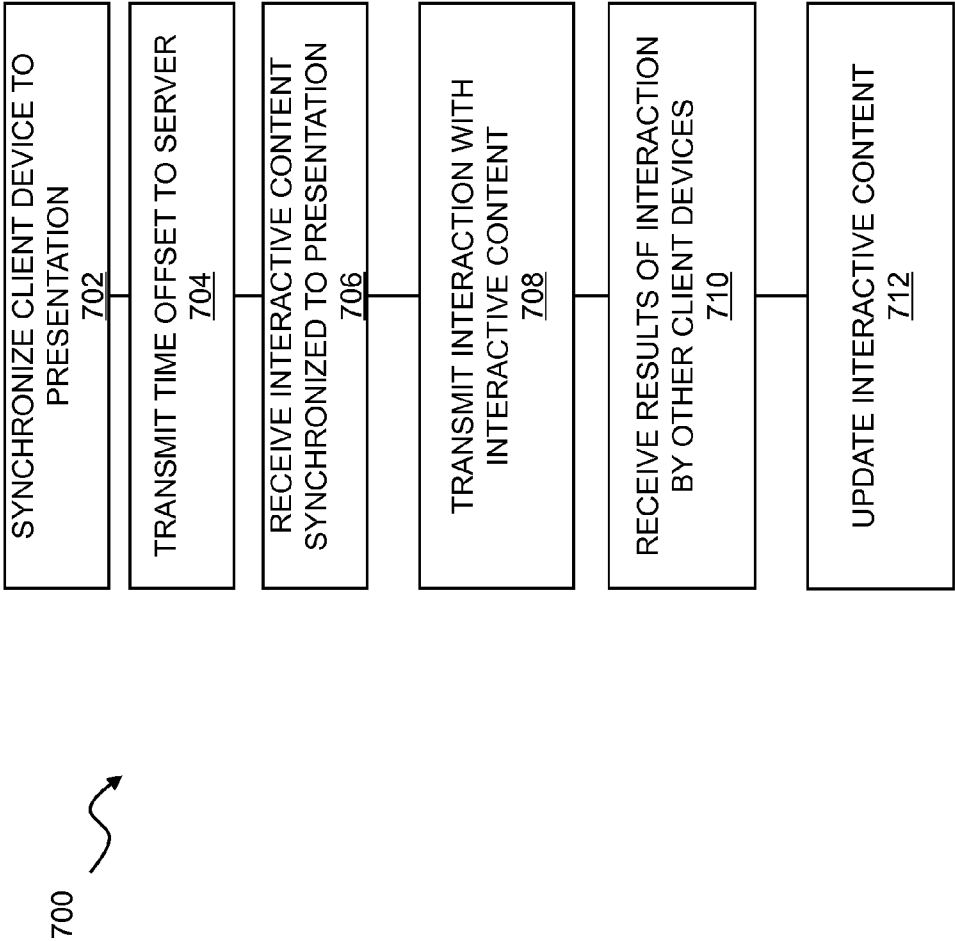 700
SYNCHRONIZE CLIENT DEVICE TO
PRESENTATION
702
TRANSMIT TIME OFFSET TO SERVER
704
RECEIVE INTERACTIVE CONTENT
SYNCHRONIZED TO PRESENTATION
706
TRANSMIT INTERACTION WITH
INTERACTIVE CONTENT
708
RECEIVE RESULTS OF INTERACTION
BY OTHER CLIENT DEVICES
710
UPDATE INTERACTIVE CONTENT
712